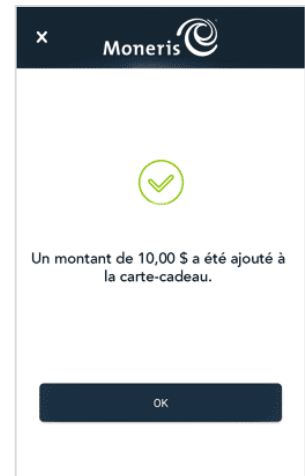 ×
Moneris
Un montant de 10,00 $ a été ajouté à
la carte-cadeau.
OK